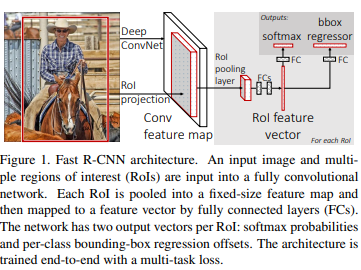 Outputs:
bbox
softmax regressor
Deep
ConvNet
RoI
pooling
layer
FC FC
FCs
RoI
projection
Conv
feature map
RoI feature
vector
For each RoI
Figure 1. Fast R-CNN architecture. An input image and multi-
ple regions of interest (RoIs) are input into a fully convolutional
network. Each RoI is pooled into a fixed-size feature map and
then mapped to a feature vector by fully connected layers (FCs).
The network has two output vectors per RoI: softmax probabilities
and per-class bounding-box regression offsets. The architecture is
trained end-to-end with a multi-task loss.